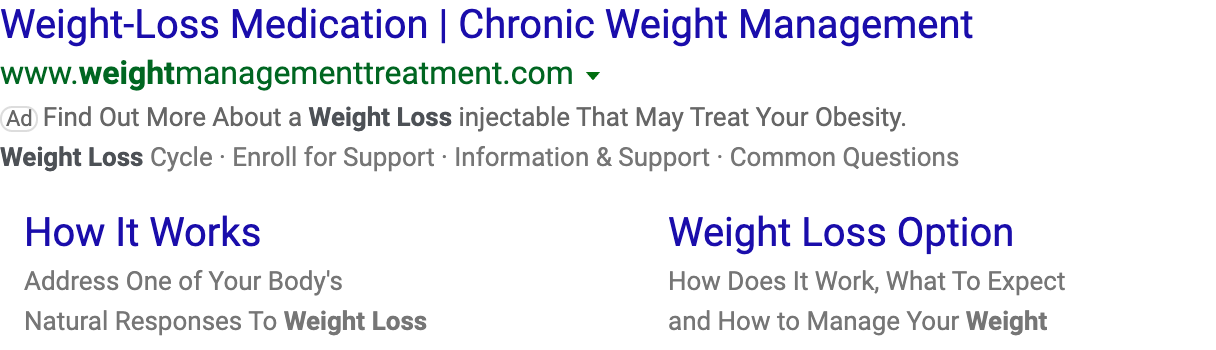 Weight-Loss Medication | Chronic Weight Management
www.weightmanagementtreatment.com
Ad Find Out More About a Weight Loss injectable That May Treat Your Obesity.
Weight Loss Cycle · Enroll for Support · Information & Support · Common Questions
How It Works
Address One of Your Body's
Natural Responses To Weight Loss
Weight Loss Option
How Does It Work, What To Expect
and How to Manage Your Weight